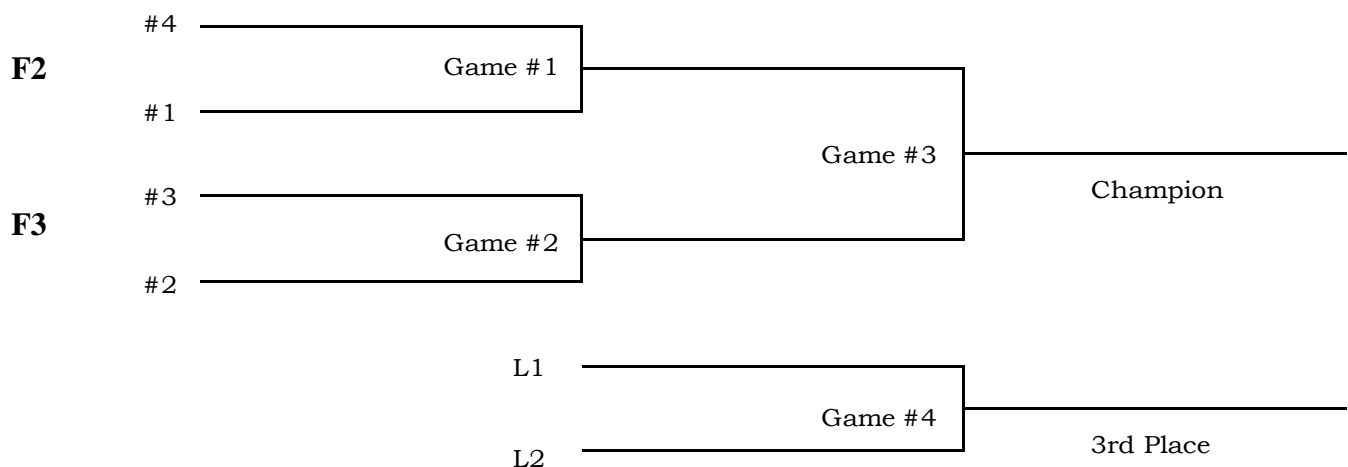 #4
F2
Game #1
#1
Game #3
#3
Champion
F3
Game #2
#2
L1
Game #4
3rd Place
L2